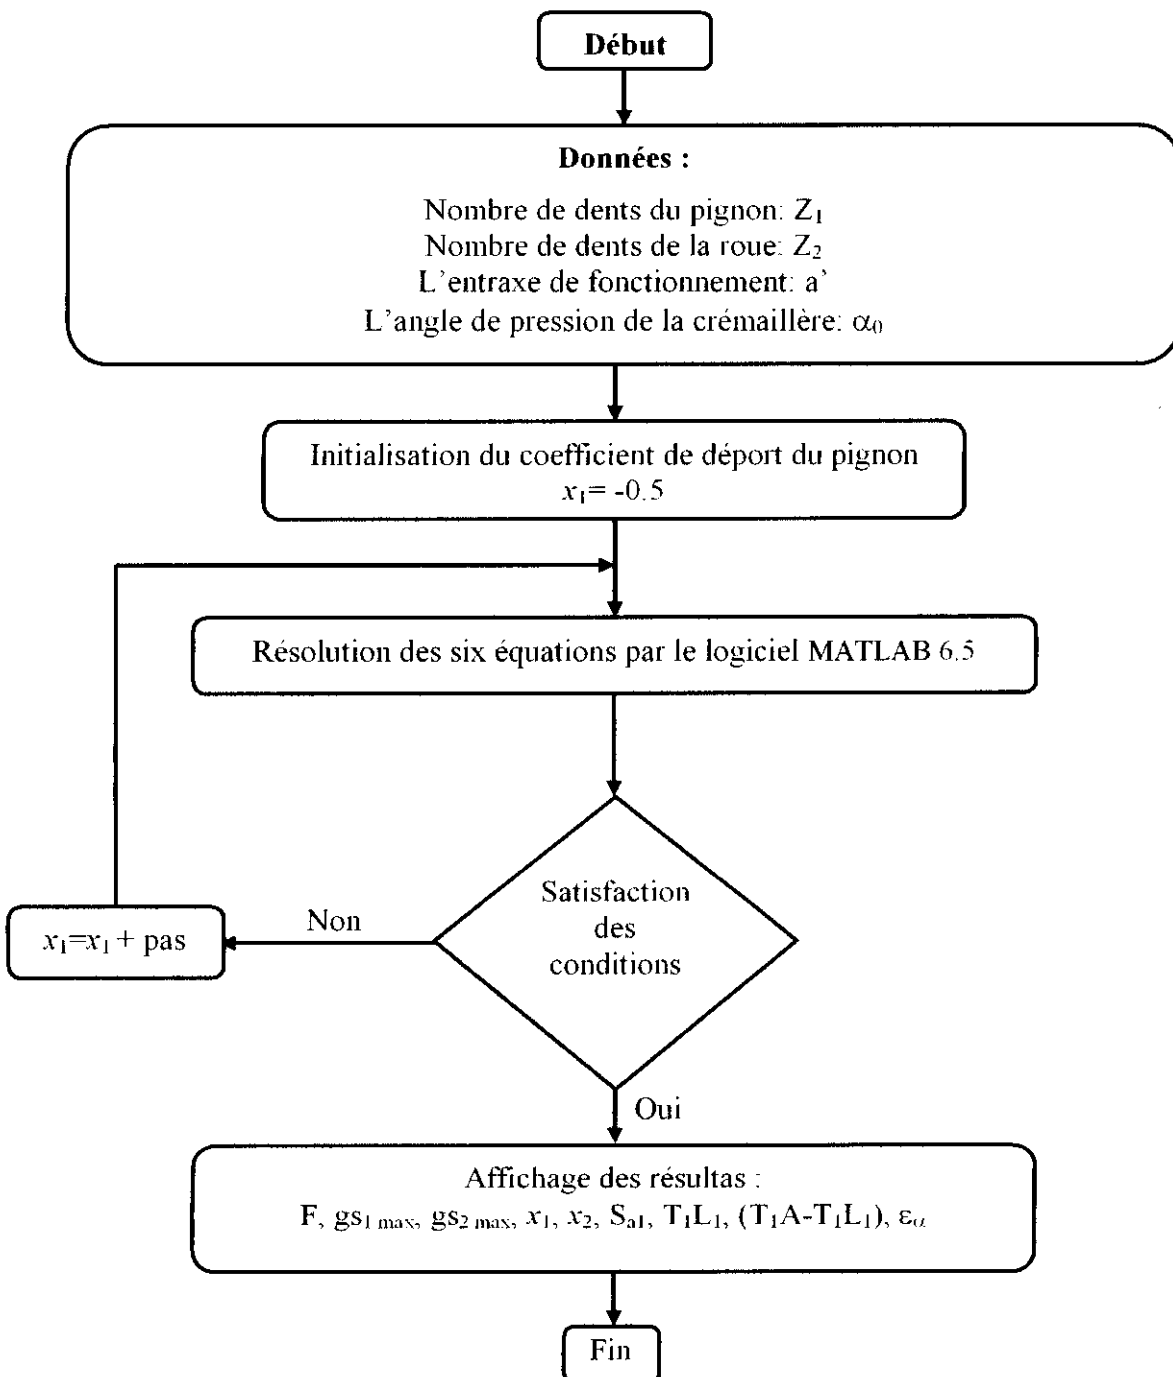 Début
Données :
Nombre de dents du pignon: Z₁
Nombre de dents de la roue: Z₂
L'entraxe de fonctionnement: a'
L'angle de pression de la crémaillère: α₀
Initialisation du coefficient de déport du pignon
x₁= -0.5
Résolution des six équations par le logiciel MATLAB 6.5
Satisfaction
des
conditions
Non
x₁=x₁ + pas
Oui
Affichage des résultas :
F, gs₁ max, gs₂ max, x₁, x₂, Sa1, T₁L₁, (T₁A-T₁L₁), εα
Fin